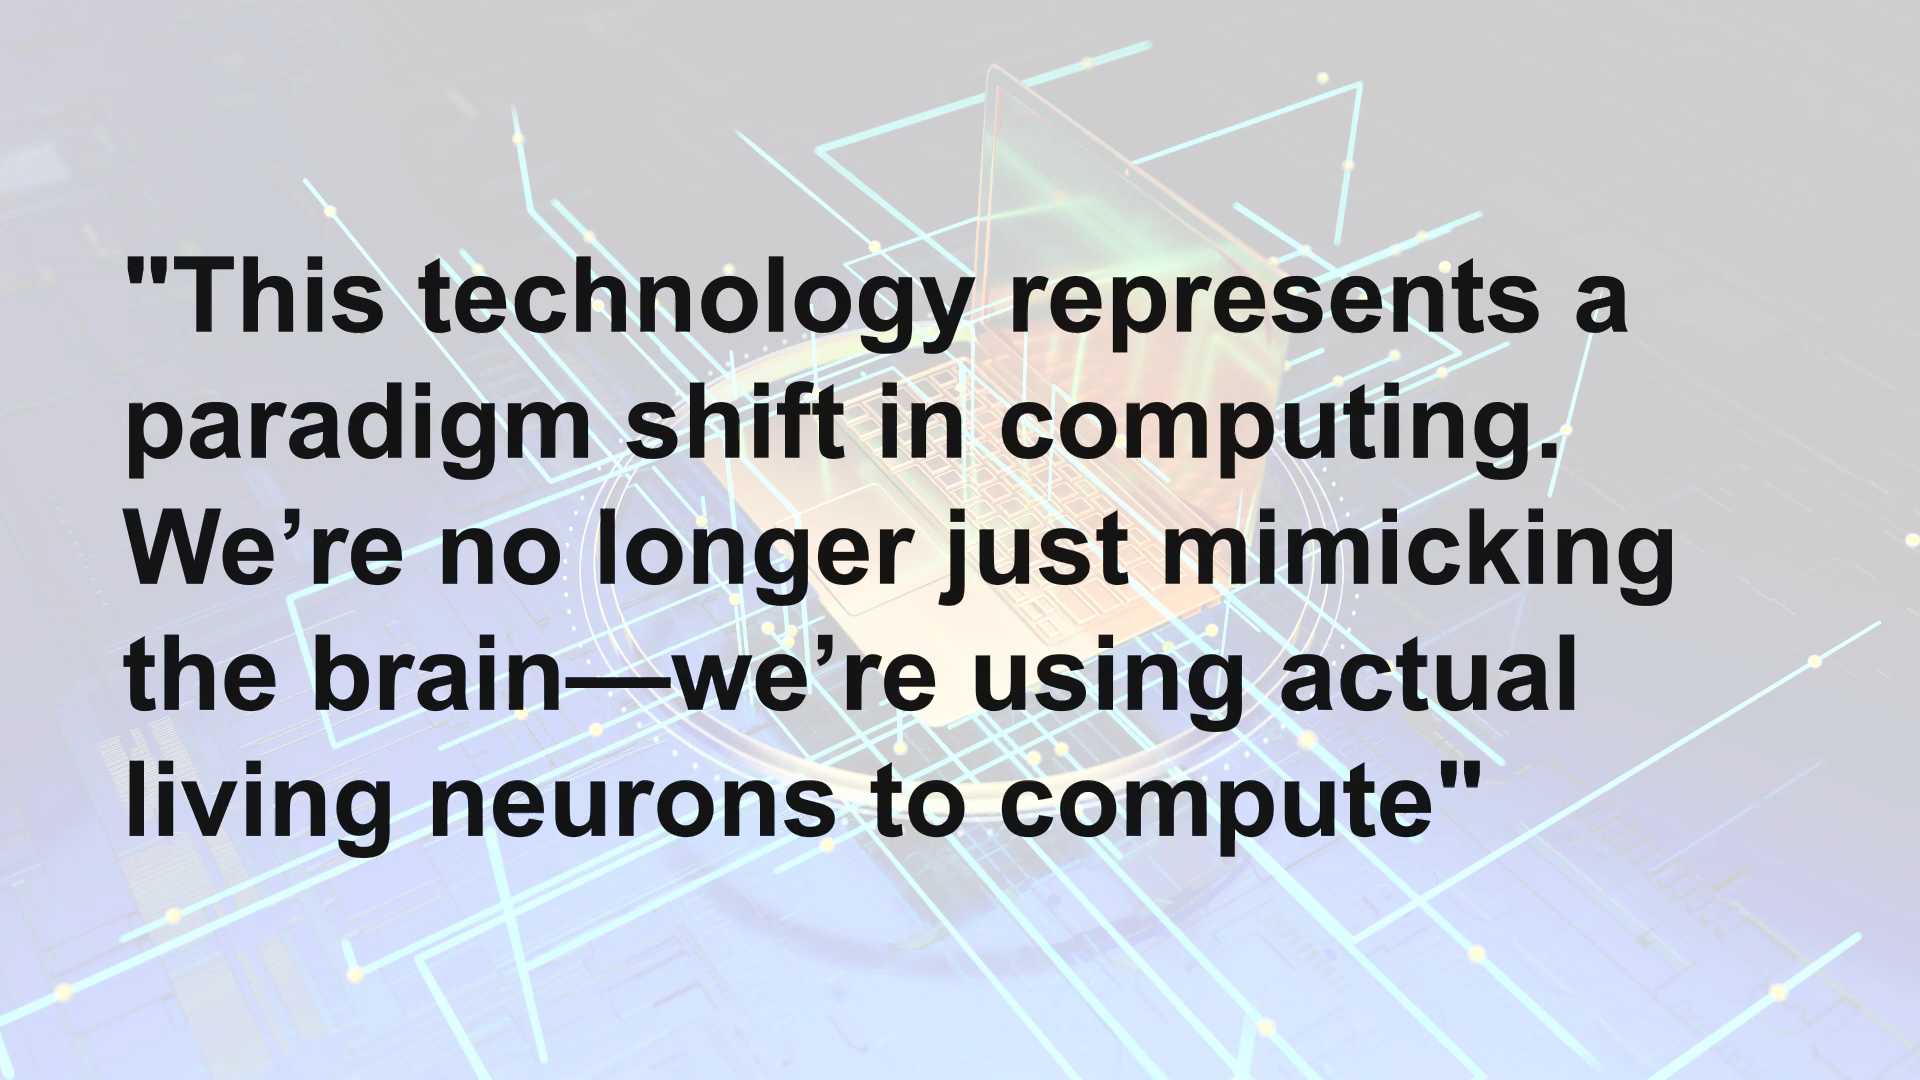 "This technology represents a
paradigm shift in computing.
We’re no longer just mimicking
the brain—we’re using actual
living neurons to compute"